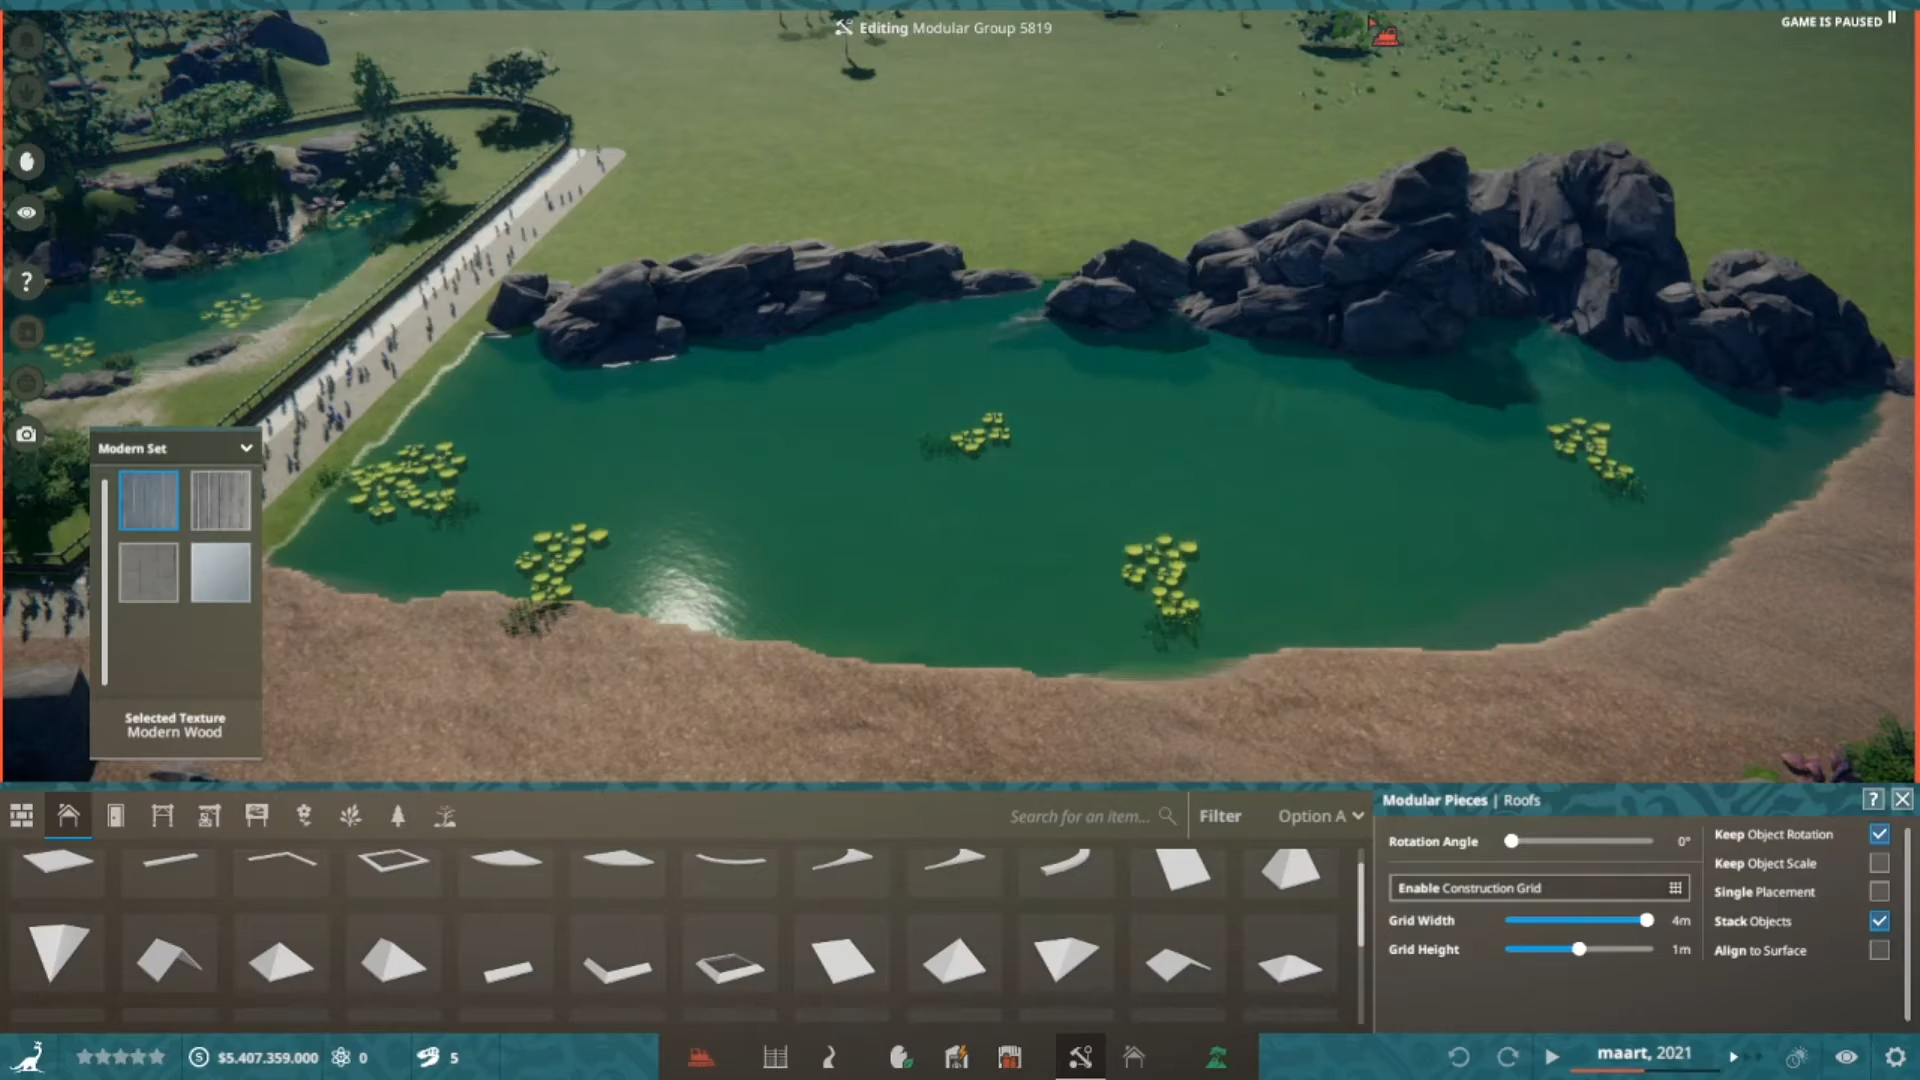 Editing Modular Group 5819
GAME IS PAUSED
?
Modern Set
Selected Texture
Modern Wood
Search for an item...
Filter
Option A
Modular Pieces | Roofs
?
Rotation Angle
0°
Enable Construction Grid
Grid Width
4m
Grid Height
1m
Keep Object Rotation
Keep Object Scale
Single Placement
Stack Objects
Align to Surface
$5.407.359.000
0
5
maart, 2021